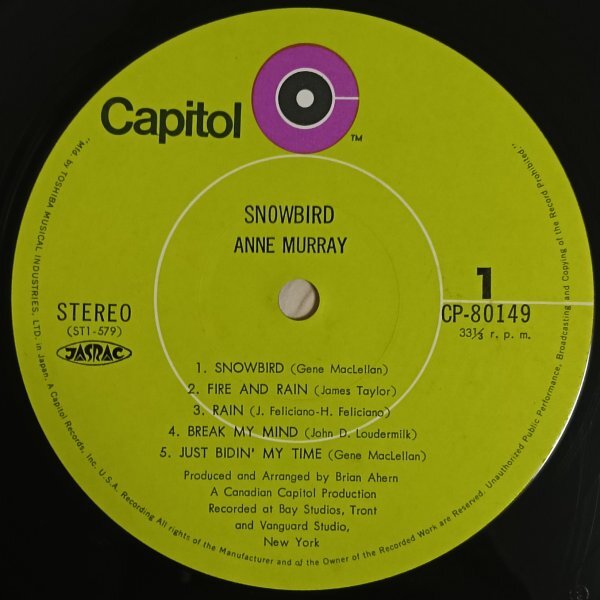 Capitol
TM
SNOWBIRD
ANNE MURRAY
STEREO
(ST1-579)
JASRAC
1
CP-80149
33⅓ r. p. m.
1. SNOWBIRD (Gene MacLellan)
2. FIRE AND RAIN (James Taylor)
3. RAIN (J. Feliciano-H. Feliciano)
4. BREAK MY MIND (John D. Loudermilk)
5. JUST BIDIN' MY TIME (Gene MacLellan)
Produced and Arranged by Brian Ahern
A Canadian Capitol Production
Recorded at Bay Studios, Tront
and Vanguard Studio,
New York
"Mfd. by TOSHIBA MUSICAL INDUSTRIES, LTD. in Japan, A Capitol Records, Inc. U.S.A. Recording All rights of the Manufacturer and of the Owner of the Recorded Work are Reserved. Unauthorized Public Performance, Broadcasting and Copying of the Record Prohibited."